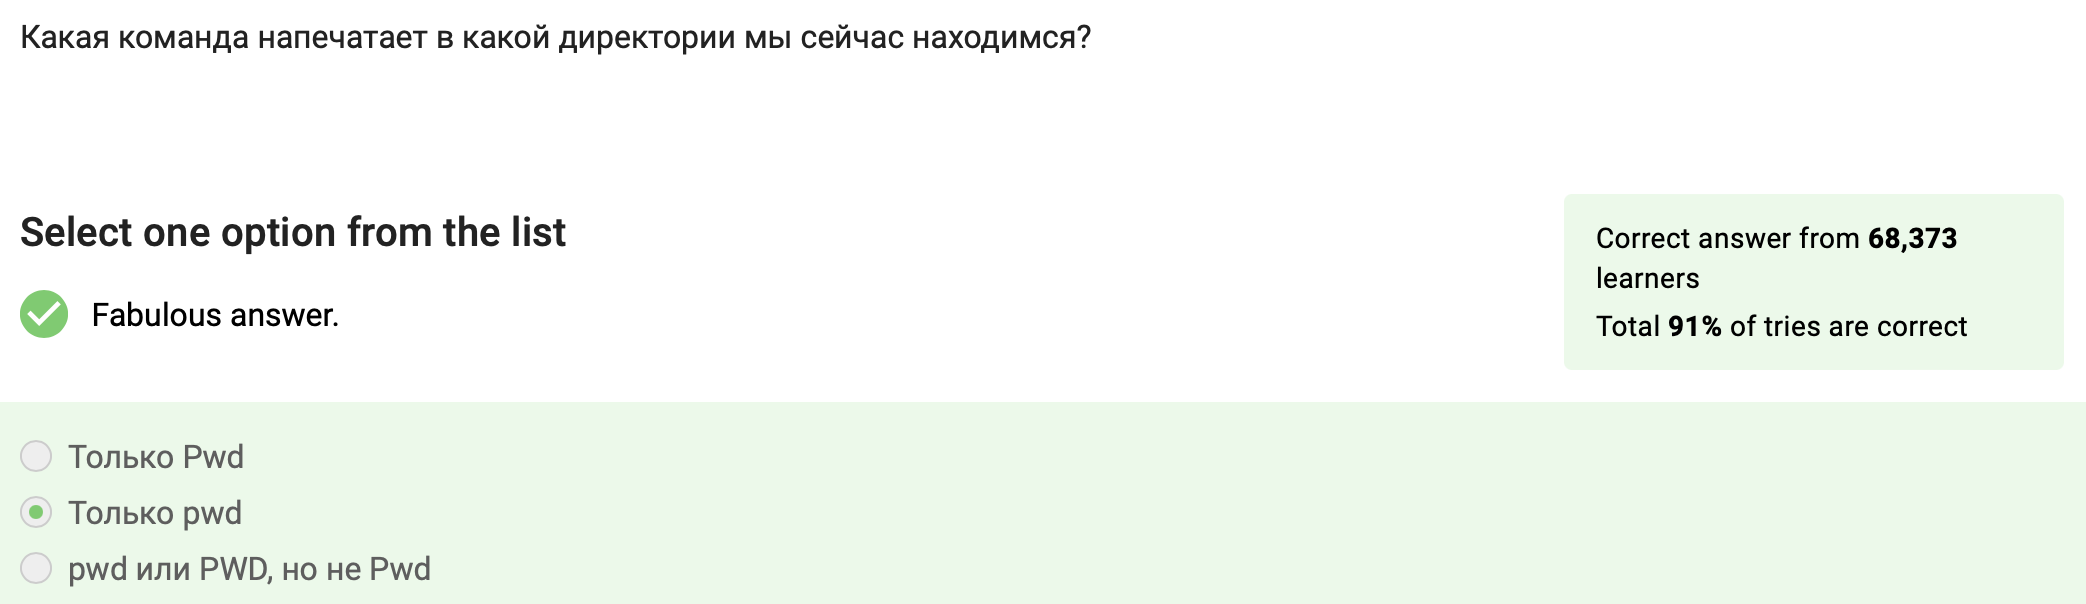 Какая команда напечатает в какой директории мы сейчас находимся?
Select one option from the list
Fabulous answer.
Correct answer from 68,373
learners
Total 91% of tries are correct
Только Pwd
Только pwd
pwd или PWD, но не Pwd